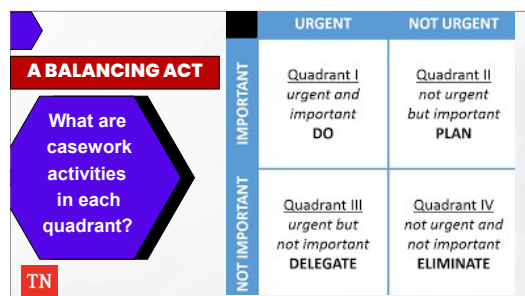 A BALANCING ACT
What are
casework
activities
in each
quadrant?
TN
URGENT
NOT URGENT
IMPORTANT
Quadrant I
urgent and
important
DO
Quadrant II
not urgent
but important
PLAN
NOT IMPORTANT
Quadrant III
urgent but
not important
DELEGATE
Quadrant IV
not urgent and
not important
ELIMINATE